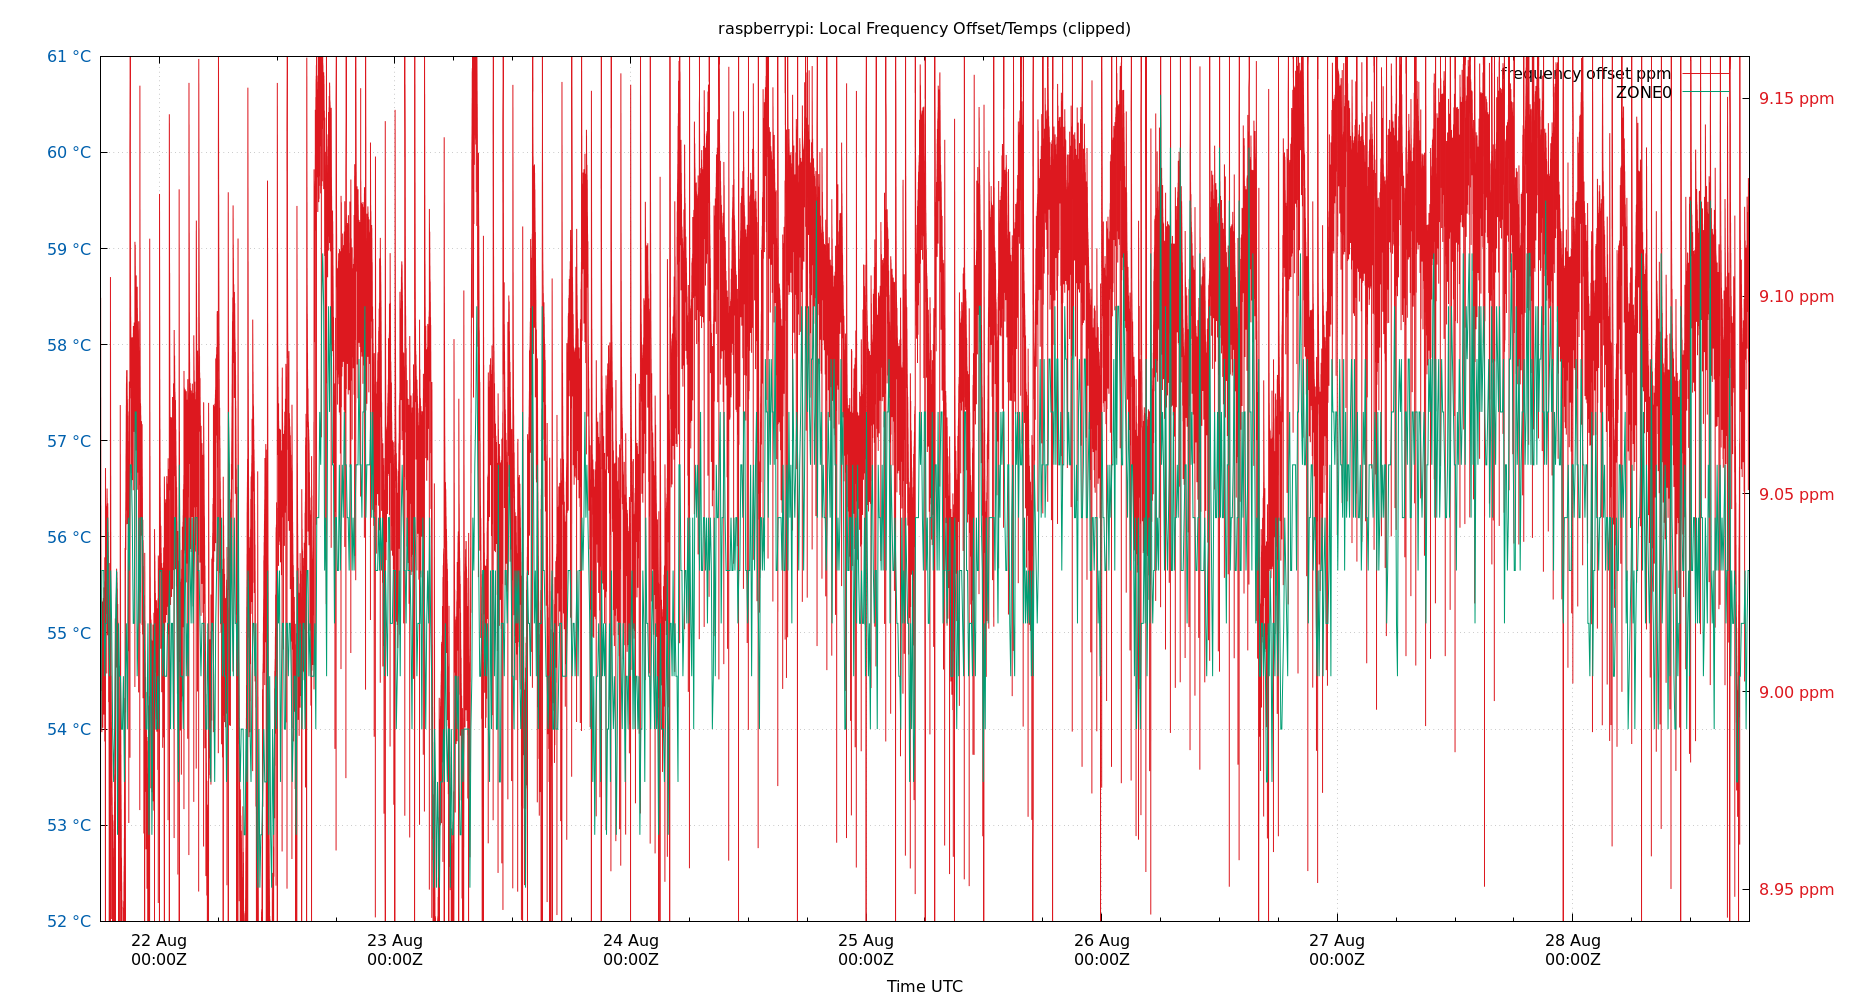 raspberrypi: Local Frequency Offset/Temps (clipped)
61 °C
60 °C
59 °C
58 °C
57 °C
56 °C
55 °C
54 °C
53 °C
52 °C
frequency offset ppm
ZONE0
9.15 ppm
9.10 ppm
9.05 ppm
9.00 ppm
8.95 ppm
22 Aug
00:00Z
23 Aug
00:00Z
24 Aug
00:00Z
25 Aug
00:00Z
26 Aug
00:00Z
27 Aug
00:00Z
28 Aug
00:00Z
Time UTC